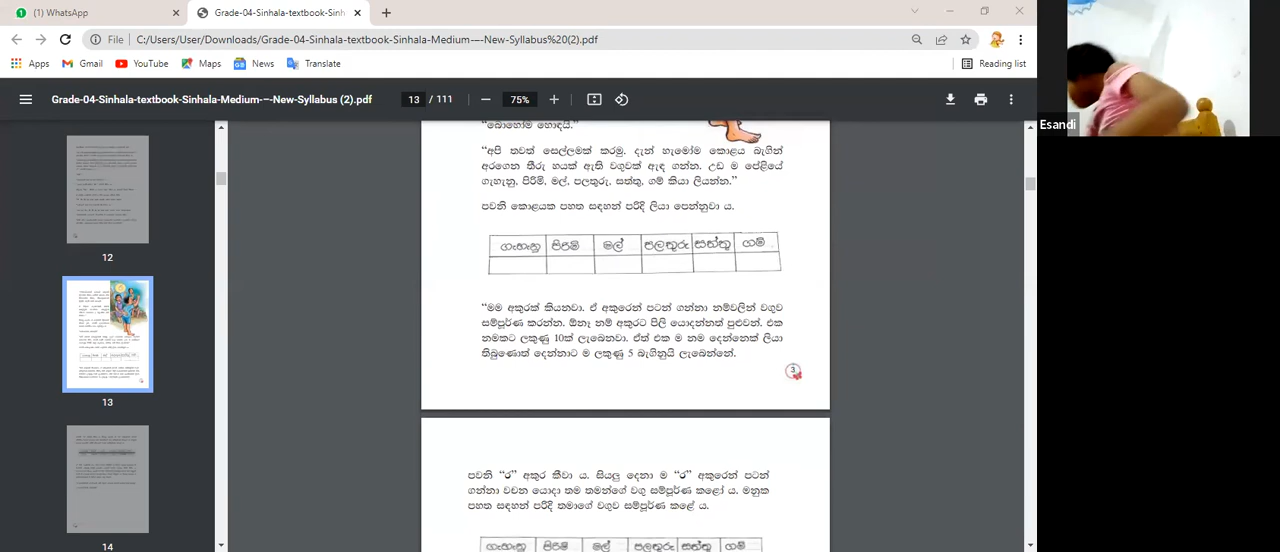 (1) WhatsApp
Grade-04-Sinhala-textbook-Sinh
File
C:/Users/User/Downloads/Grade-04-Sinhala-textbook-Sinhala-Medium-–-New-Syllabus%20(2).pdf
Apps Gmail YouTube Maps News Translate
Reading list
Grade-04-Sinhala-textbook-Sinhala-Medium-–-New-Syllabus (2).pdf
13 / 111
75%
Esandi
12
13
14
“බොහොම හොඳයි.”
“අපි තවත් සෙල්ලමක් කරමු. දැන් හැමෝම කොළය බැගින්
අරගෙන තීරු හයක් ඇති වගුවක් ඇඳ ගන්න. උඩ ම පේළියේ
ගැහැනු, පිරිමි, මල්, පලතුරු, සත්තු, ගම් කියා ලියන්න.”
පවනි කොළයක පහත සඳහන් පරිදි ලියා පෙන්නුවා ය.
ගැහැනු පිරිමි මල් පලතුරු සත්තු ගම්
“මම අකුරක් කියනවා. ඒ අකුරෙන් පටන් ගන්නා නම්වලින් වගුව
සම්පූර්ණ කරන්න. ඕනෑ නම් අකුරට පිලි යොදන්නත් පුළුවන්. එක
නමකට ලකුණු 10ක් ලැබෙනවා. ඒත් එක ම නම දෙන්නෙක් ලියා
තිබුණොත් දෙන්නාට ම ලකුණු 5 බැගිනුයි ලැබෙන්නේ.
3
පවනි “ර” අකුර කිවා ය. සියලු දෙනා ම “ර” අකුරෙන් පටන්
ගන්නා වචන යොදා තම තමන්ගේ වගු සම්පූර්ණ කළෝ ය. මනුක
පහත සඳහන් පරිදි තමාගේ වගුව සම්පූර්ණ කළේ ය.
ගැහැනු පිරිමි මල් පලතුරු සත්තු ගම්